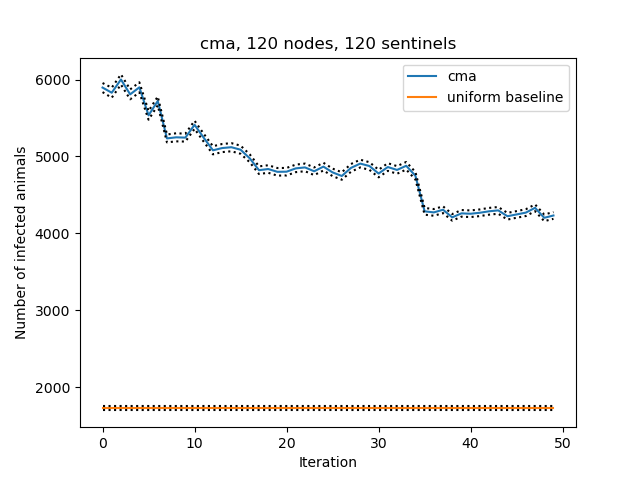 cma, 120 nodes, 120 sentinels
cma
uniform baseline
6000
5000
4000
3000
2000
Number of infected animals
0 10 20 30 40 50
Iteration